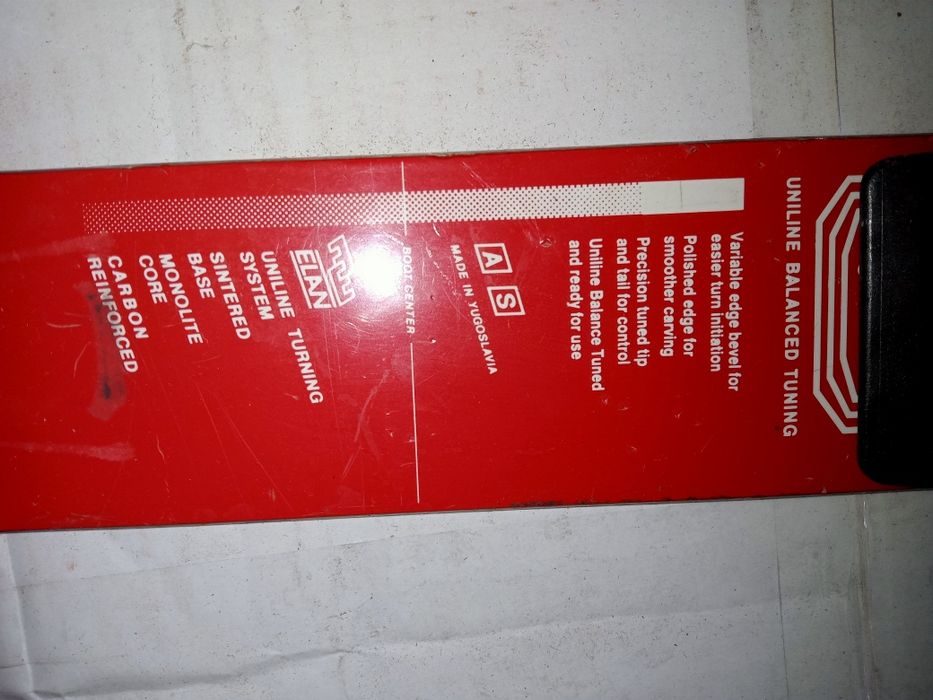 UNILINE BALANCED TUNING
Variable edge bevel for
easier turn initiation
Polished edge for
smoother carving
Precision tuned tip
and tail for control
Uniline Balance Tuned
and ready for use
A S
MADE IN YUGOSLAVIA
BOOT CENTER
ELAN
UNILINE TURNING
SYSTEM
SINTERED
BASE
MONOLITE
CORE
CARBON
REINFORCED